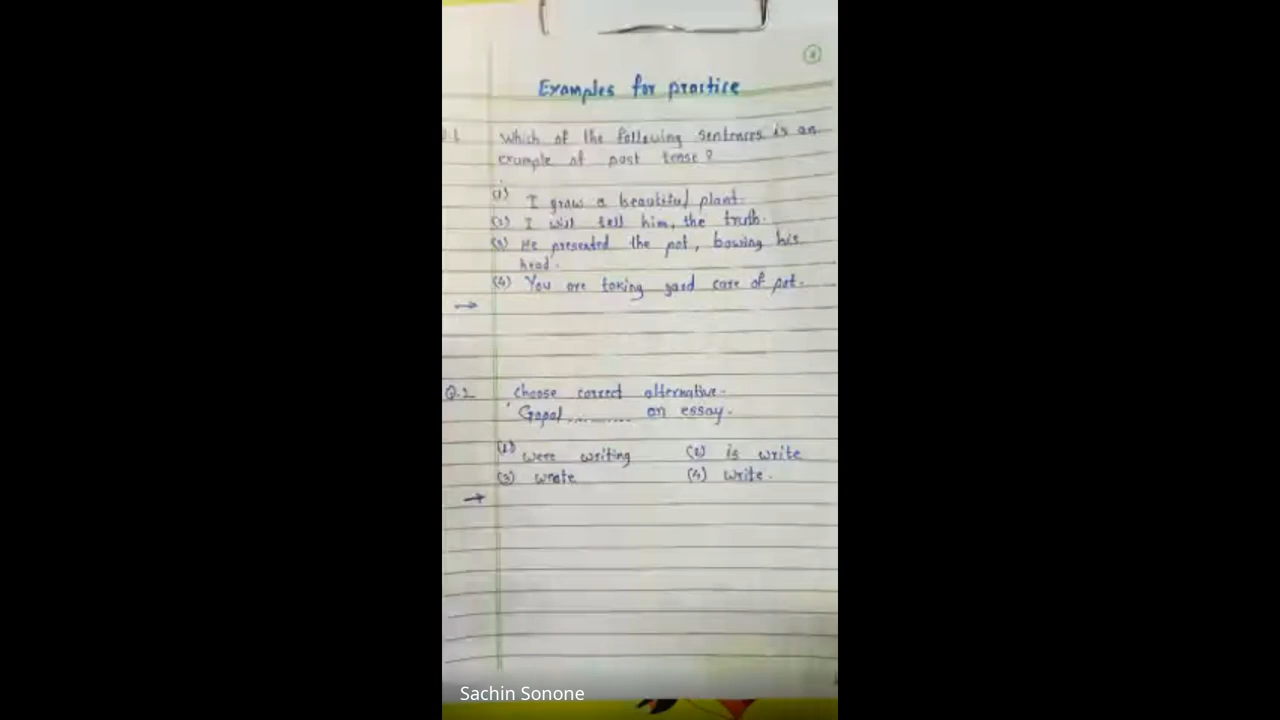 Examples for practice
Which of the following sentences is an
example of past tense ?
(1) I grow a beautiful plant.
(2) I will tell him, the truth.
(3) He presented the pot, bowing his
head.
(4) You are taking good care of pot.
→
Q.2 Choose correct alternative.
Gopal .......... an essay.
(1) were writing (2) is write
(3) wrote (4) write.
→
Sachin Sonone